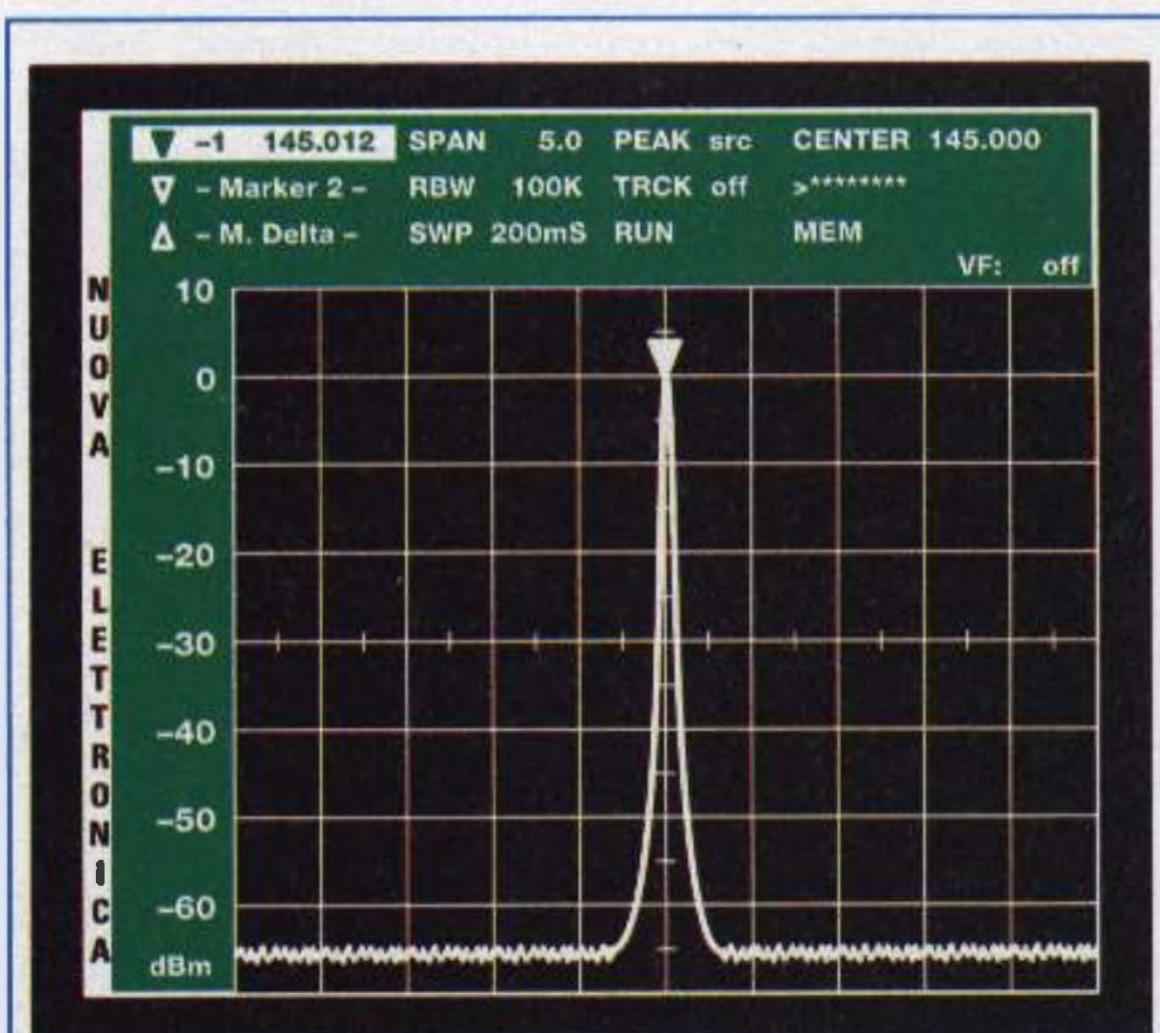 ▼ -1 145.012 SPAN 5.0 PEAK src CENTER 145.000
∇ - Marker 2 - RBW 100K TRCK off >********
Δ - M. Delta - SWP 200mS RUN MEM
VF: off
NUOVA ELETTRONICA
10
0
-10
-20
-30
-40
-50
-60
dBm